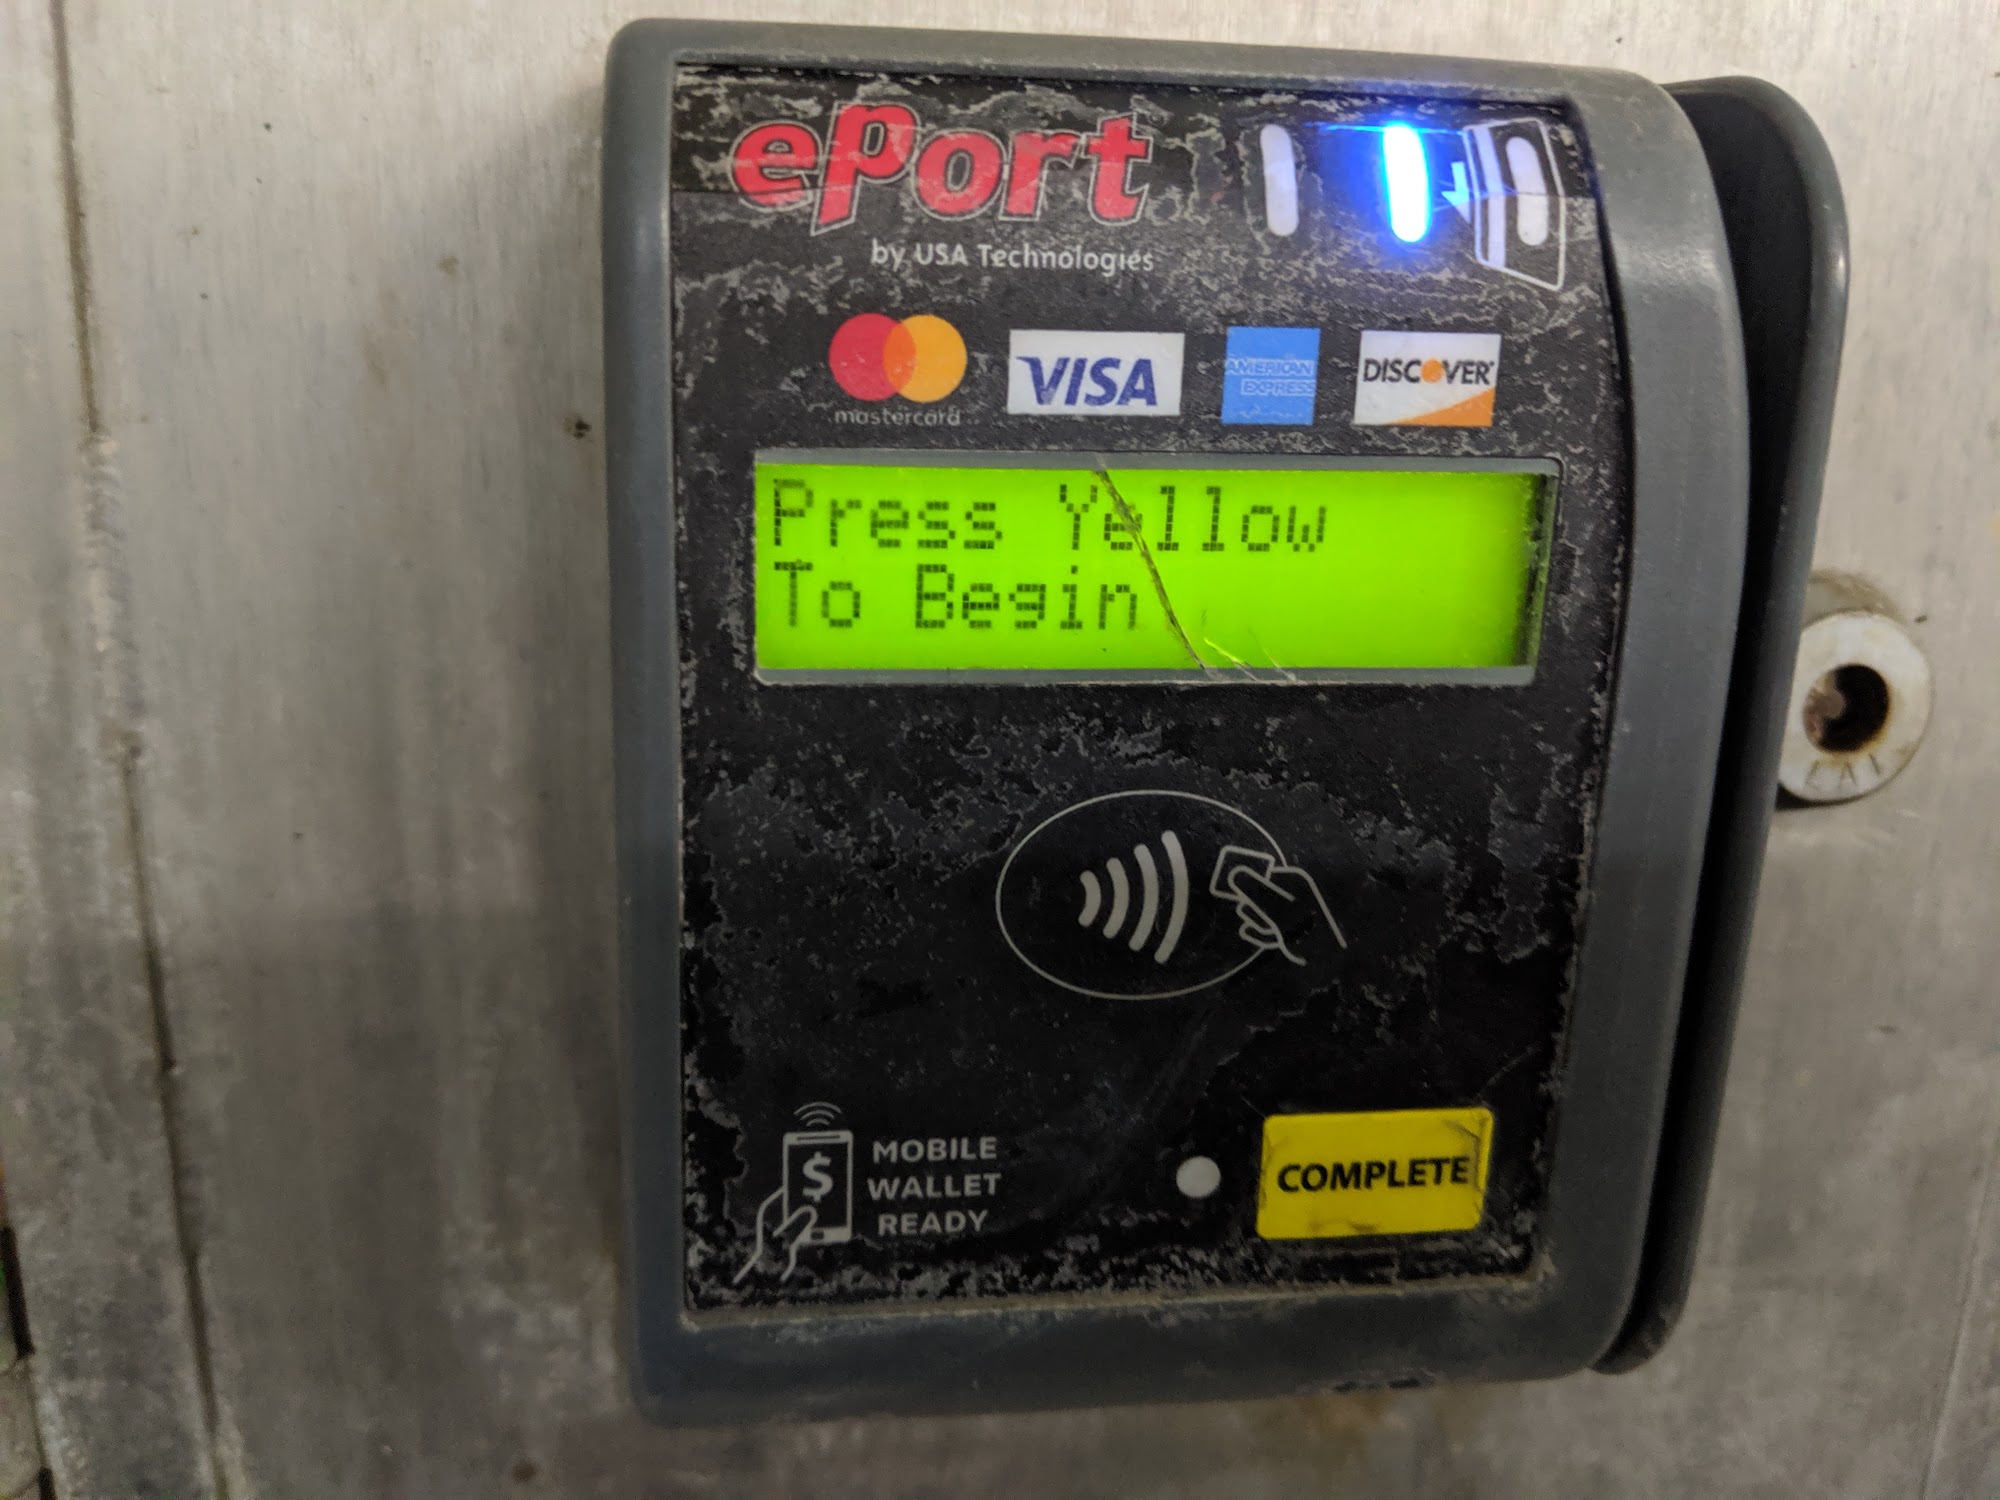 ePort
by USA Technologies
mastercard
VISA
AMERICAN
EXPRESS
DISCOVER
Press Yellow
To Begin
$
MOBILE
WALLET
READY
COMPLETE